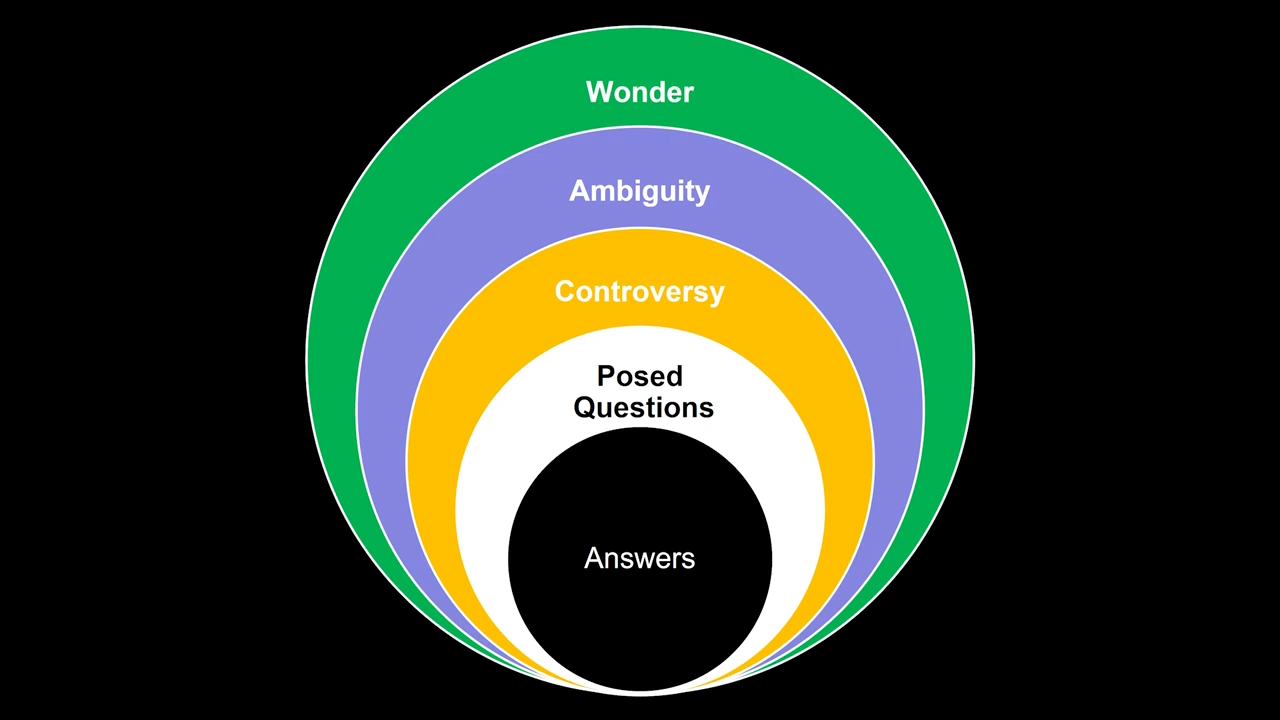 Wonder
Ambiguity
Controversy
Posed
Questions
Answers